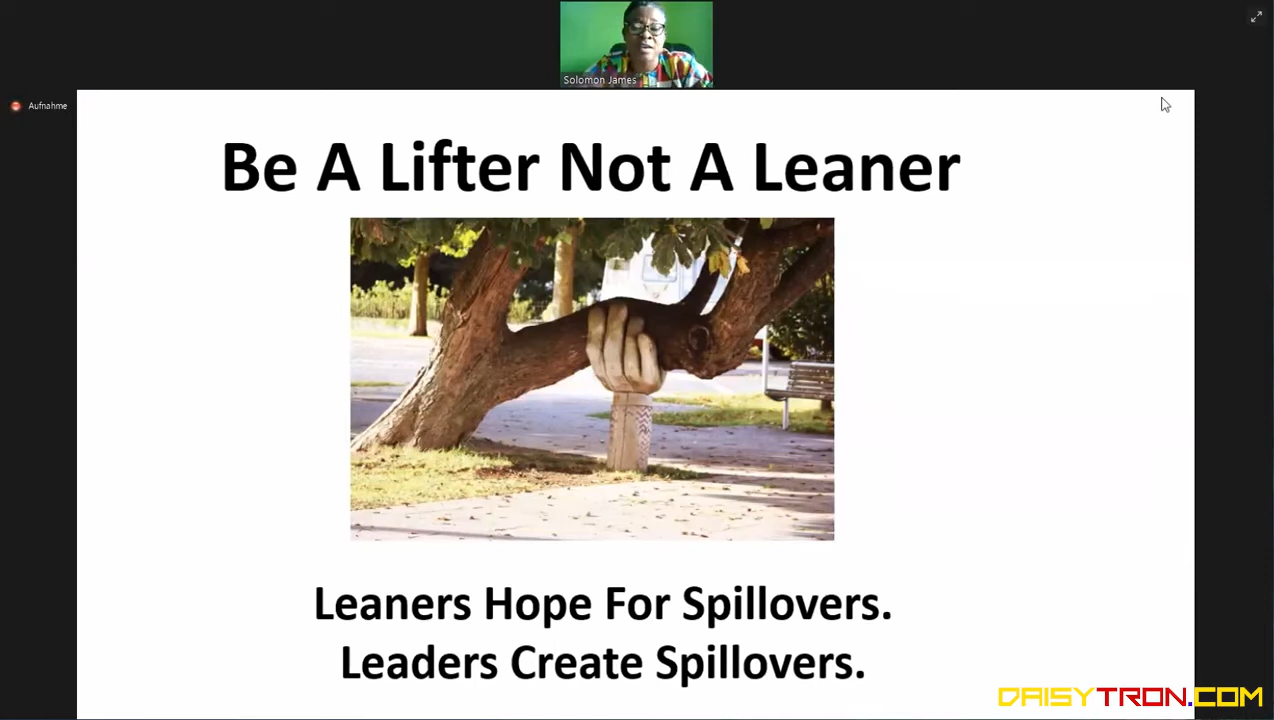 Solomon James
Aufnahme
Be A Lifter Not A Leaner
Leaners Hope For Spillovers.
Leaders Create Spillovers.
DAISYTRON.COM